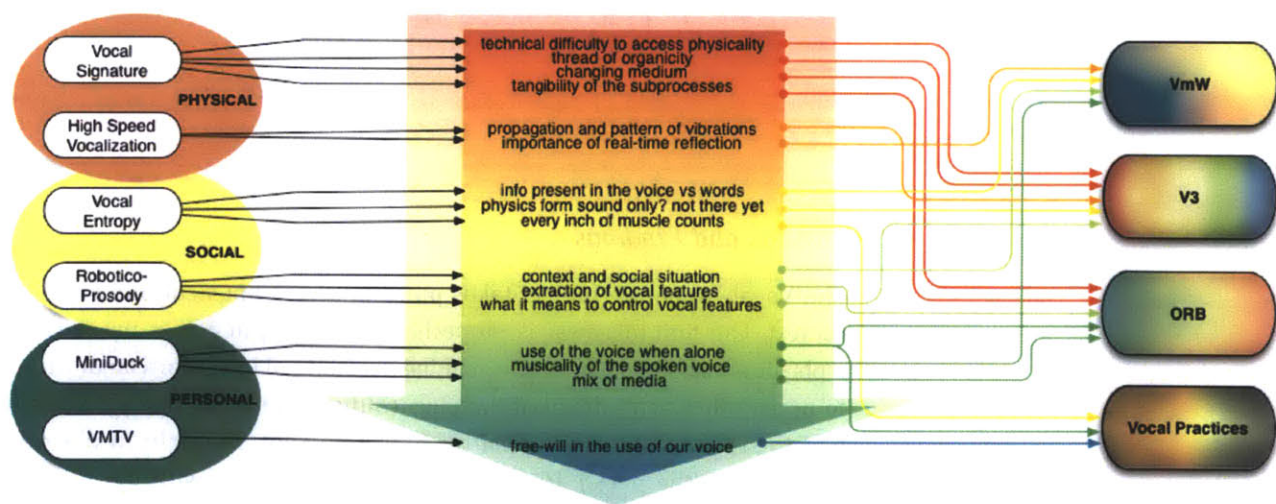 Vocal
Signature
PHYSICAL
High Speed
Vocalization
Vocal
Entropy
SOCIAL
Robotico-
Prosody
MiniDuck
PERSONAL
VMTV
technical difficulty to access physicality
thread of organicity
changing medium
tangibility of the subprocesses
propagation and pattern of vibrations
importance of real-time reflection
info present in the voice vs words
physics form sound only? not there yet
every inch of muscle counts
context and social situation
extraction of vocal features
what it means to control vocal features
use of the voice when alone
musicality of the spoken voice
mix of media
free-will in the use of our voice
VmW
V3
ORB
Vocal Practices